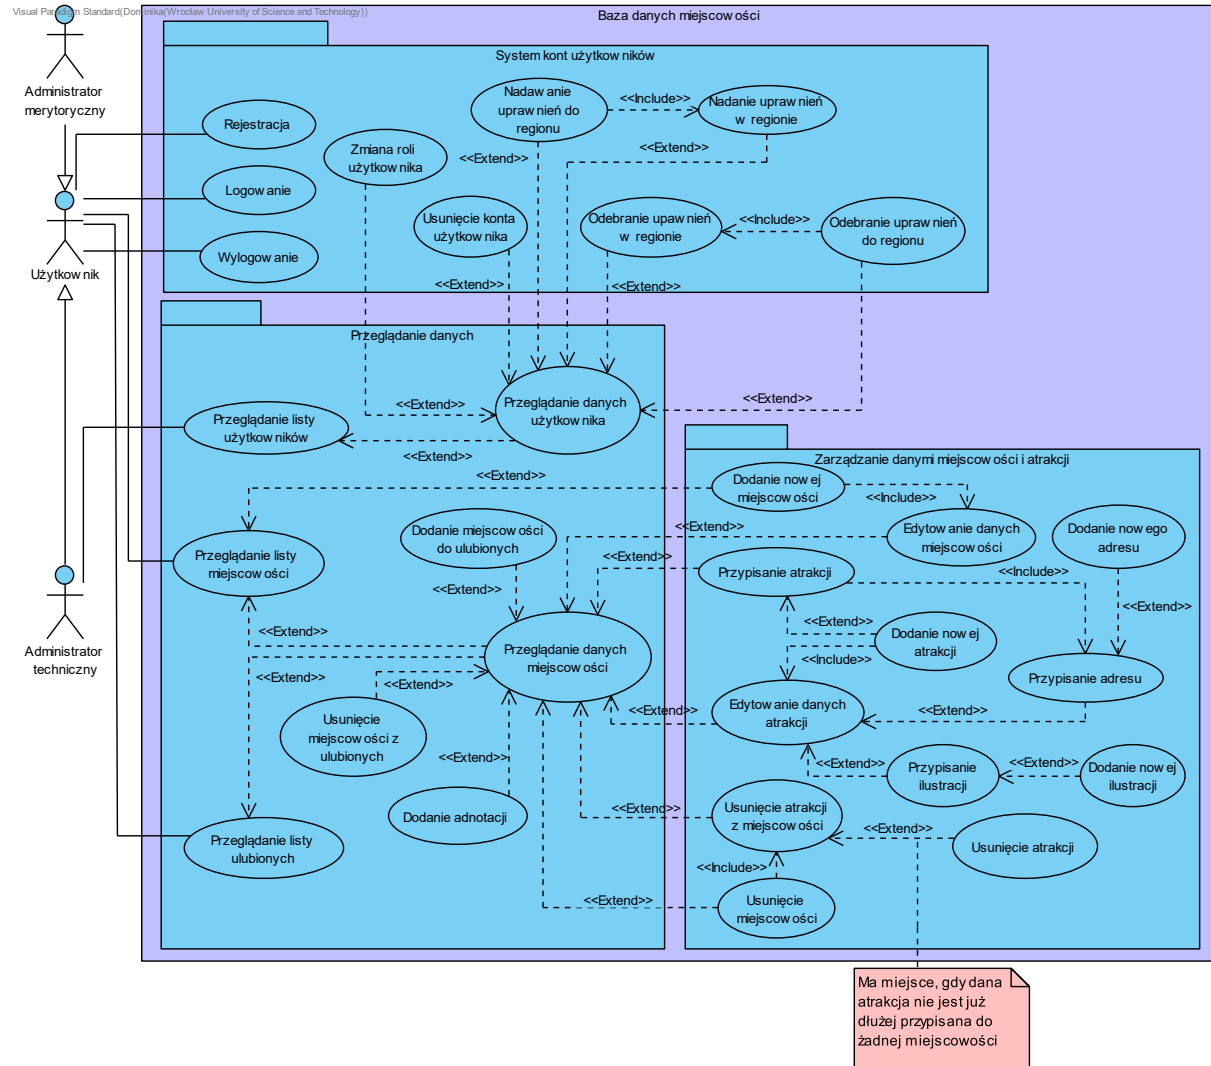 Visual Paradigm Standard(Dominika(Wrocław University of Science and Technology))
Baza danych miejscowości
Administrator
merytoryczny
Użytkownik
Administrator
techniczny
System kont użytkowników
Rejestracja
Logowanie
Wylogowanie
Zmiana roli
użytkownika
Nadawanie
uprawnień do
regionu
<<Include>>
Nadanie uprawnień
w regionie
<<Extend>>
<<Extend>>
Usunięcie konta
użytkownika
Odebranie upawnień
w regionie
<<Include>>
Odebranie uprawnień
do regionu
<<Extend>>
<<Extend>>
Przeglądanie danych
Przeglądanie danych
użytkownika
<<Extend>>
<<Extend>>
Przeglądanie listy
użytkowników
<<Extend>>
<<Extend>>
Przeglądanie listy
miejscowości
Dodanie miejscowości
do ulubionych
<<Extend>>
<<Extend>>
<<Extend>>
Przeglądanie danych
miejscowości
<<Extend>>
<<Extend>>
<<Extend>>
Usunięcie
miejscowości z
ulubionych
<<Extend>>
Dodanie adnotacji
Przeglądanie listy
ulubionych
Zarządzanie danymi miejscowości i atrakcji
Dodanie nowej
miejscowości
<<Include>>
Edytowanie danych
miejscowości
Dodanie nowego
adresu
Przypisanie atrakcji
<<Include>>
<<Extend>>
<<Extend>>
Dodanie nowej
atrakcji
<<Include>>
Przypisanie adresu
Edytowanie danych
atrakcji
<<Extend>>
<<Extend>>
<<Extend>>
Przypisanie
ilustracji
<<Extend>>
Dodanie nowej
ilustracji
<<Extend>>
Usunięcie atrakcji
z miejscowości
<<Extend>>
Usunięcie atrakcji
<<Include>>
Usunięcie
miejscowości
<<Extend>>
Ma miejsce, gdy dana
atrakcja nie jest już
dłużej przypisana do
żadnej miejscowości